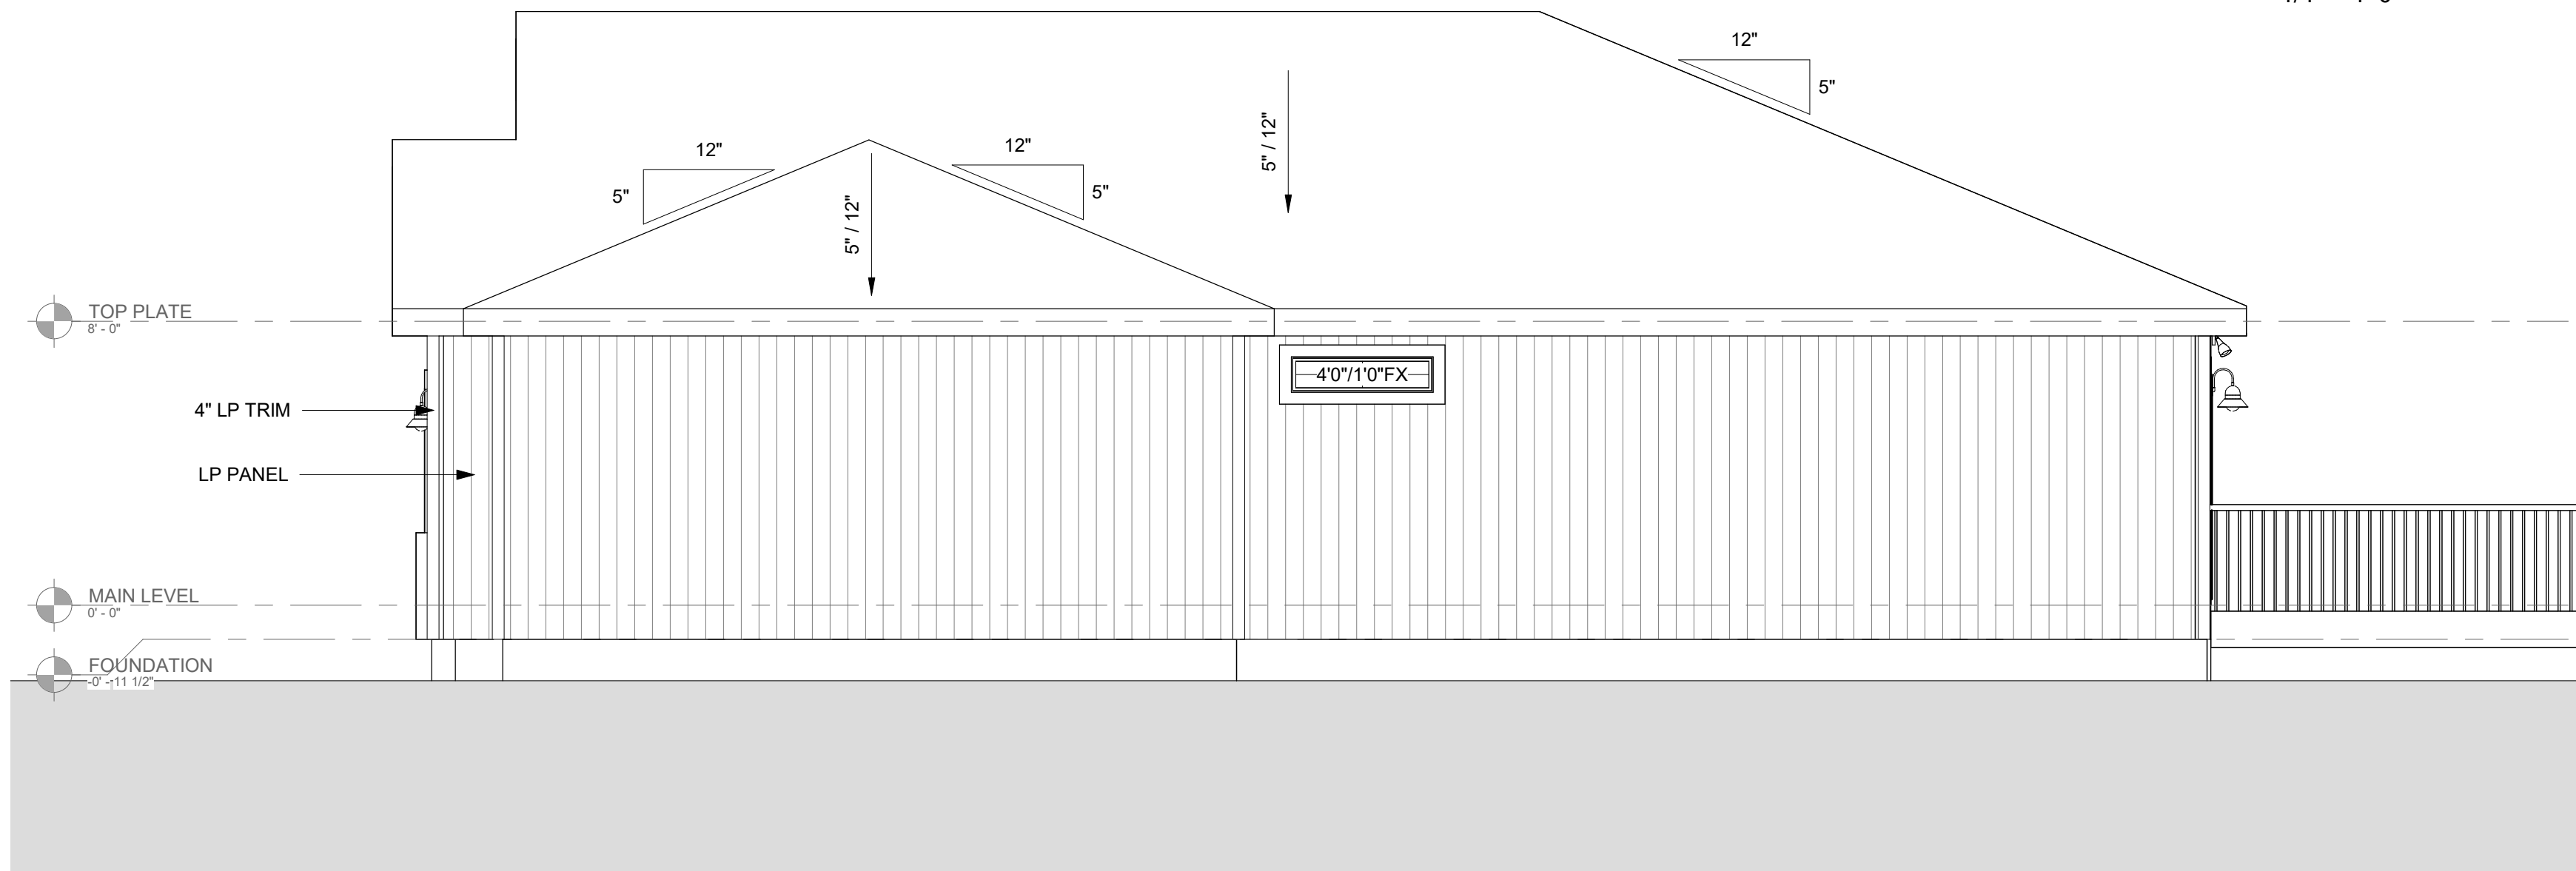 12"
5"
12"
5"
12"
5"
5" / 12"
5" / 12"
TOP PLATE
8' - 0"
4'0"/1'0"FX
4" LP TRIM
LP PANEL
MAIN LEVEL
0' - 0"
FOUNDATION
-0' - 11 1/2"